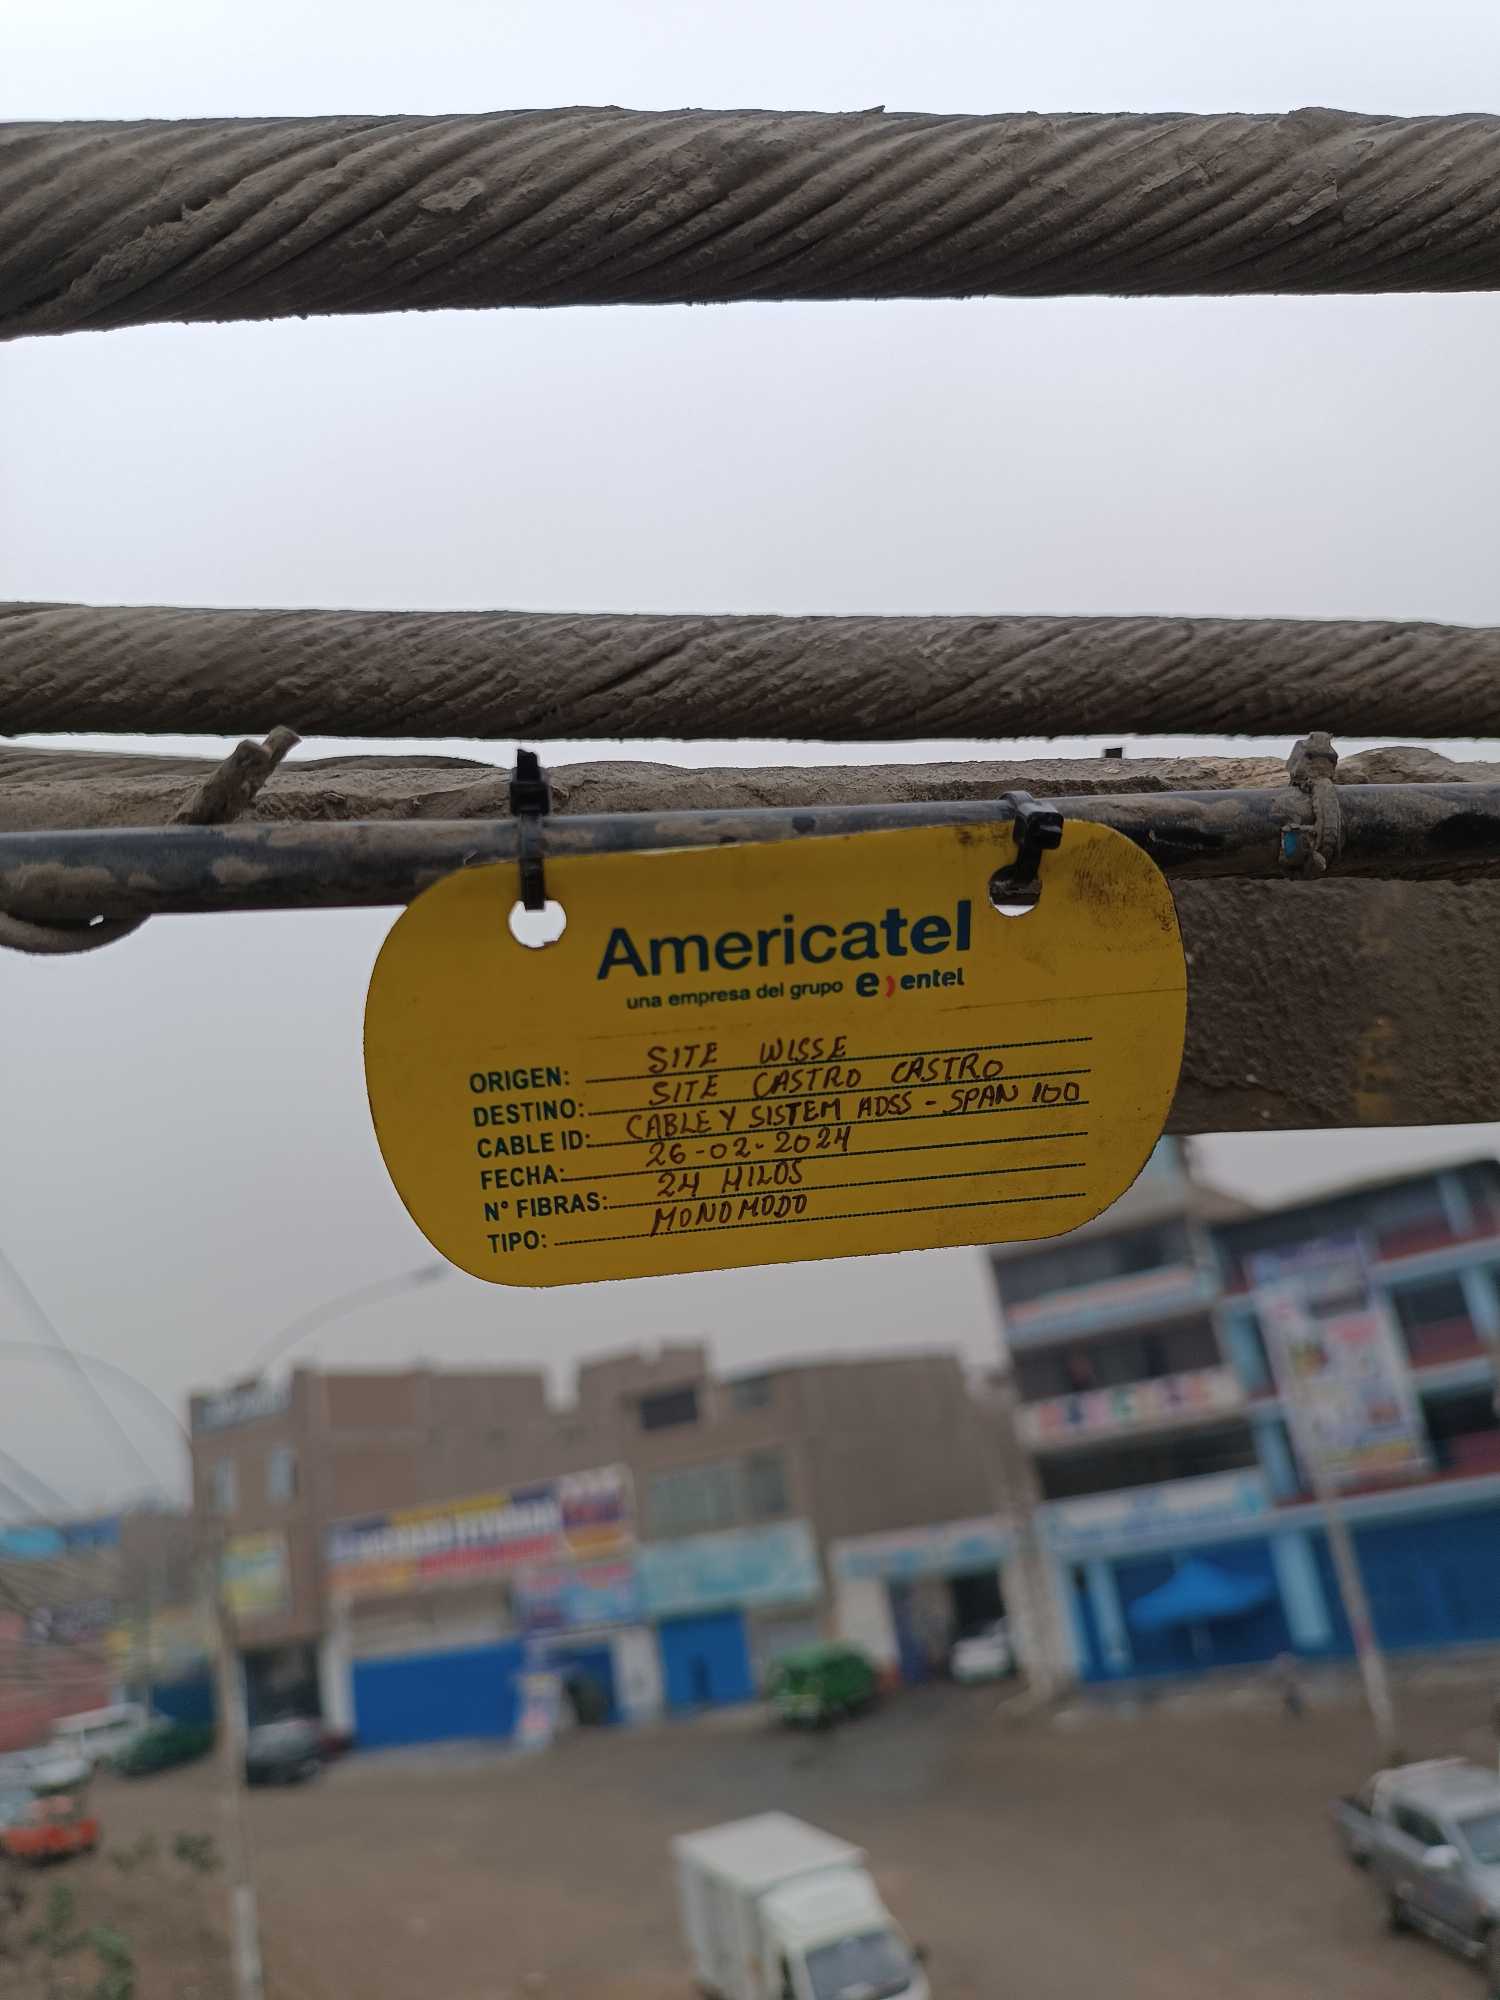 Americatel
una empresa del grupo e) entel
ORIGEN: SITE WISSE
DESTINO: SITE CASTRO CASTRO
CABLE ID: CABLE Y SISTEM ADSS - SPAN 100
FECHA: 26-02-2024
N° FIBRAS: 24 HILOS
TIPO: MONOMODO